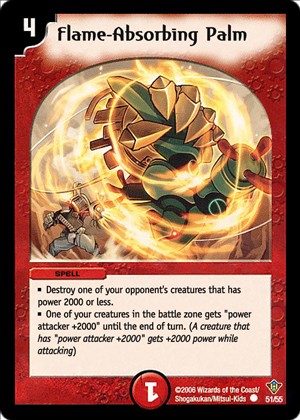 4
Flame-Absorbing Palm
SPELL
▪ Destroy one of your opponent's creatures that has
power 2000 or less.
▪ One of your creatures in the battle zone gets "power
attacker +2000" until the end of turn. (A creature that
has "power attacker +2000" gets +2000 power while
attacking)
1
©2006 Wizards of the Coast/
Shogakukan/Mitsui-Kids
51/55